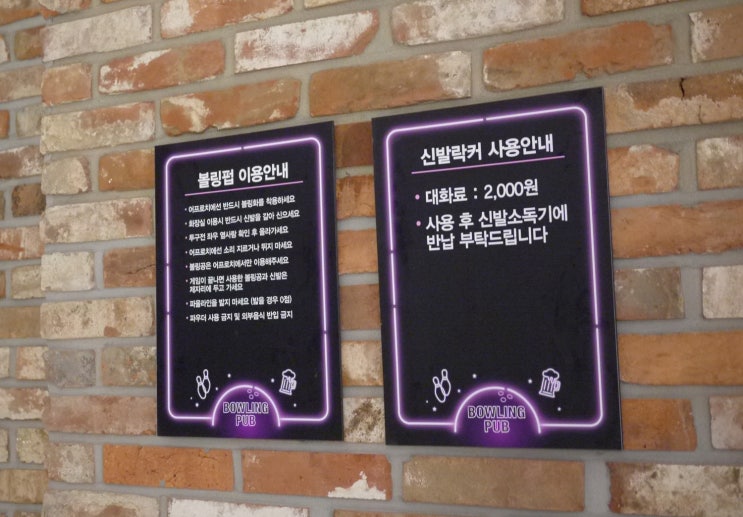 볼링펍 이용안내
• 어프로치에선 반드시 볼링화를 착용하세요
• 화장실 이용시 반드시 신발을 갈아 신으세요
• 투구전 좌우 옆사람 확인 후 올라가세요
• 어프로치에선 소리 지르거나 뛰지 마세요
• 볼링공은 어프로치에서만 이용해주세요
• 게임이 끝나면 사용한 볼링공과 신발은
제자리에 두고 가세요
• 파울라인을 밟지 마세요 (밟을 경우 0점)
• 파우더 사용 금지 및 외부음식 반입 금지
BOWLING
PUB
신발락커 사용안내
• 대화료 : 2,000원
• 사용 후 신발소독기에
반납 부탁드립니다
BOWLING
PUB